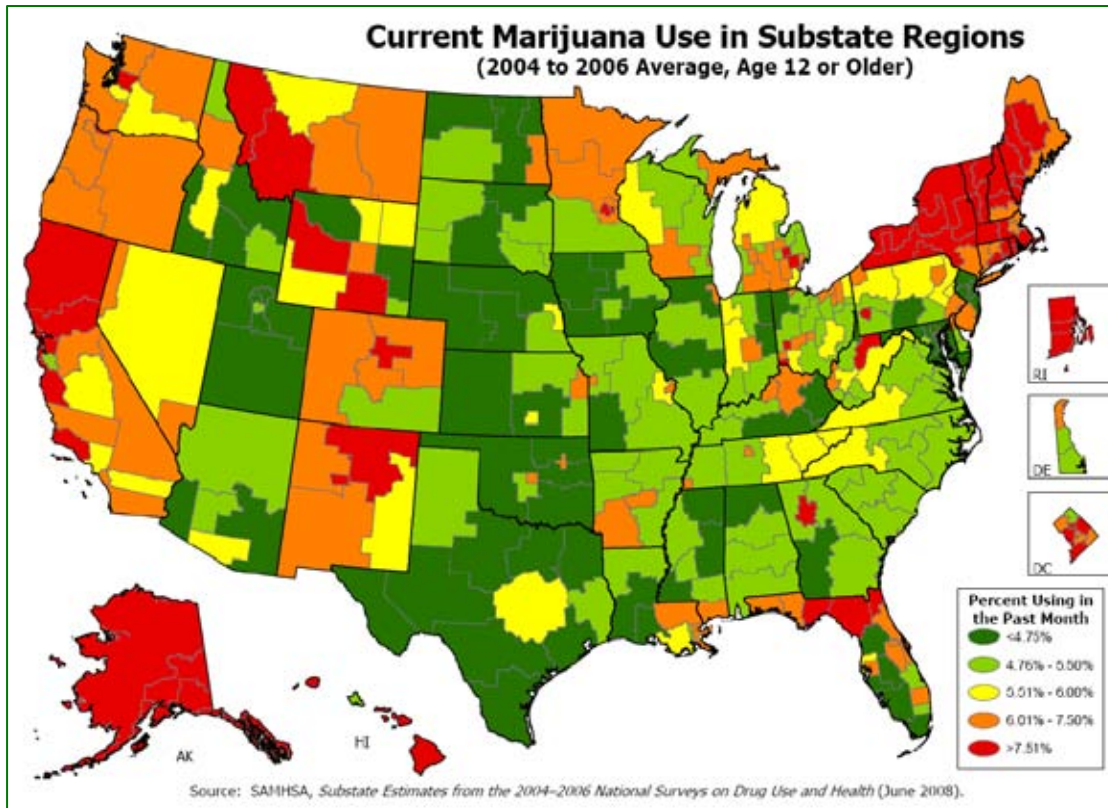 Current Marijuana Use in Substate Regions
(2004 to 2006 Average, Age 12 or Older)
RI
DE
DC
Percent Using in
the Past Month
<4.75%
4.76% - 5.50%
5.51% - 6.00%
6.01% - 7.50%
>7.51%
AK
HI
Source: SAMHSA, Substate Estimates from the 2004–2006 National Surveys on Drug Use and Health (June 2008).